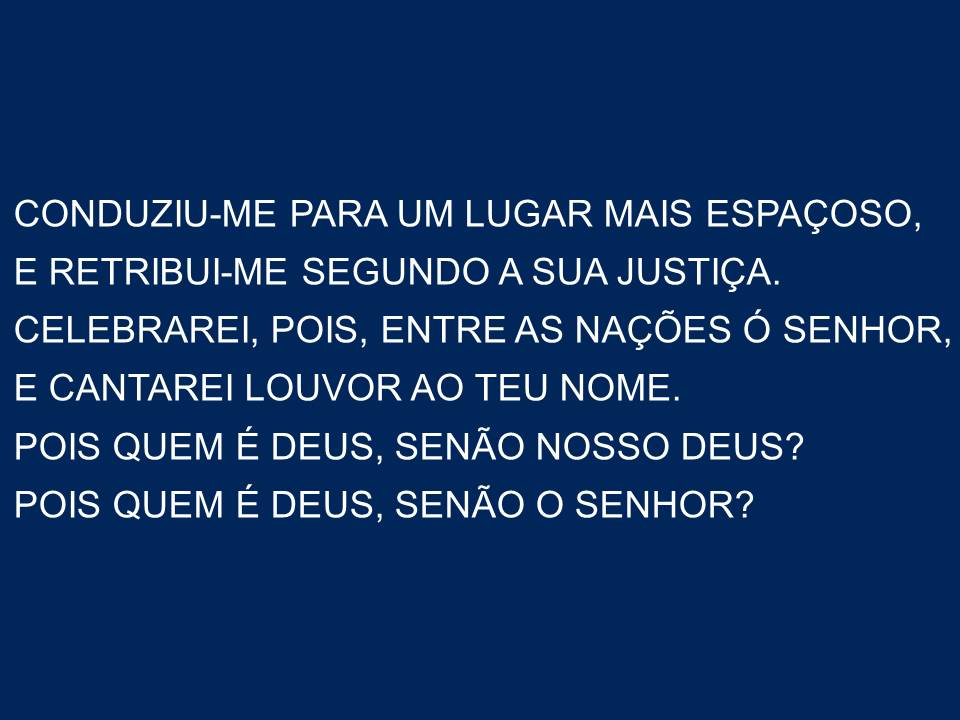 CONDUZIU-ME PARA UM LUGAR MAIS ESPAÇOSO,
E RETRIBUI-ME SEGUNDO A SUA JUSTIÇA.
CELEBRAREI, POIS, ENTRE AS NAÇÕES Ó SENHOR,
E CANTAREI LOUVOR AO TEU NOME.
POIS QUEM É DEUS, SENÃO NOSSO DEUS?
POIS QUEM É DEUS, SENÃO O SENHOR?